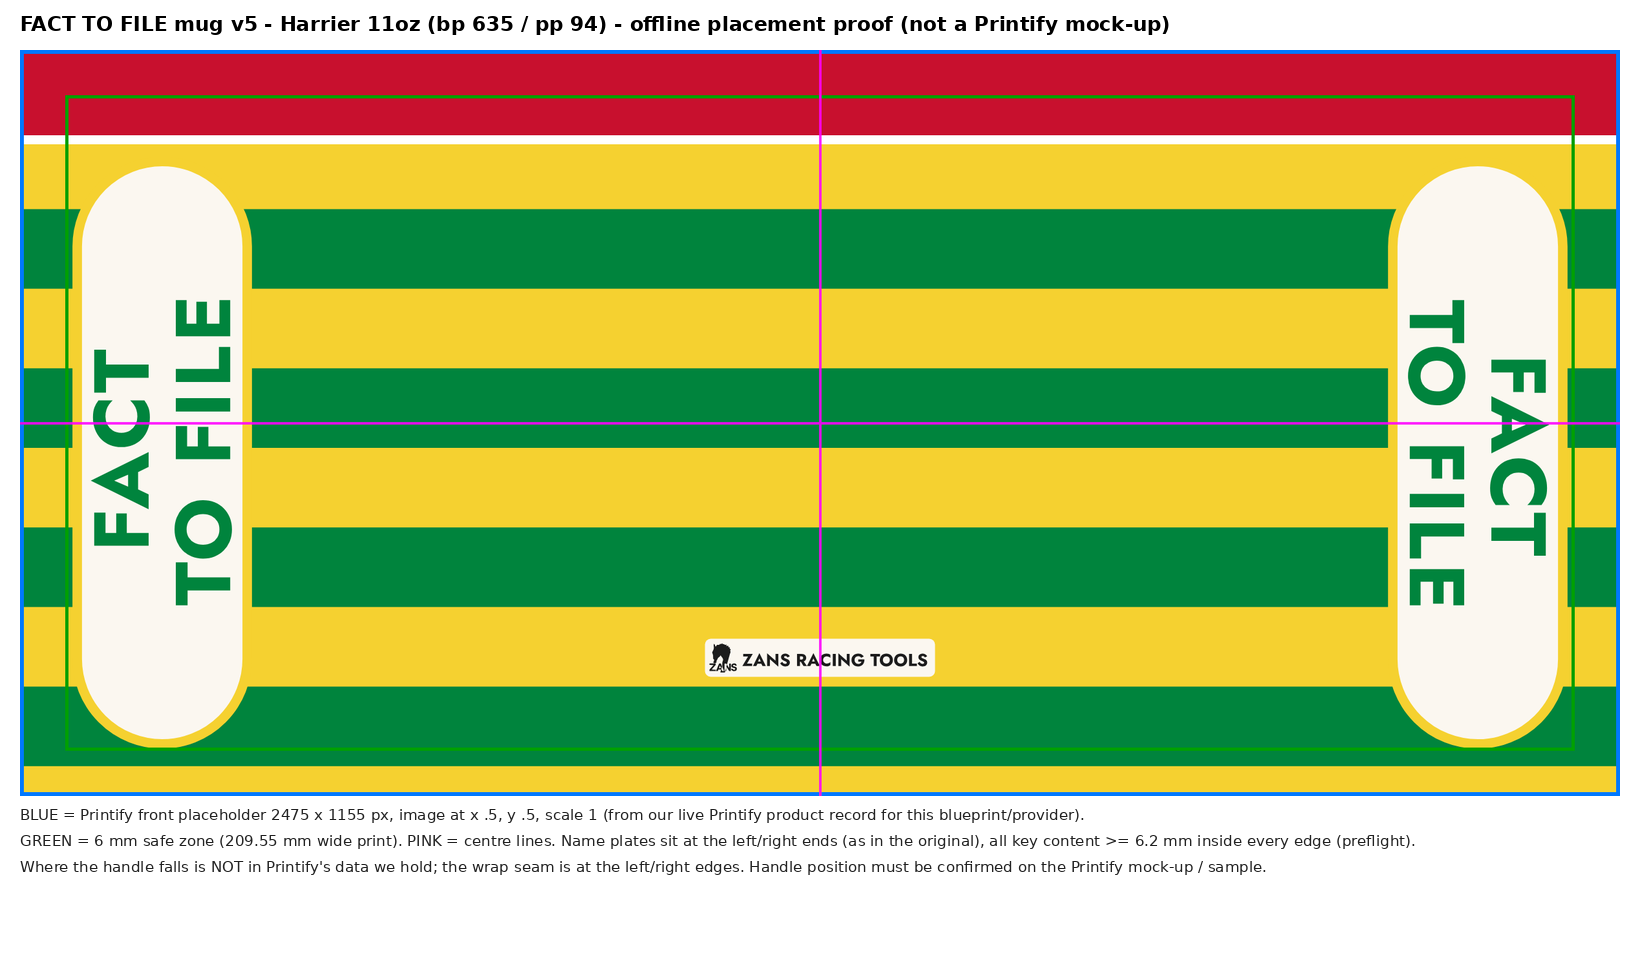 FACT TO FILE mug v5 - Harrier 11oz (bp 635 / pp 94) - offline placement proof (not a Printify mock-up)
FACT
TO FILE
FACT
TO FILE
ZANS
ZANS RACING TOOLS
BLUE = Printify front placeholder 2475 x 1155 px, image at x .5, y .5, scale 1 (from our live Printify product record for this blueprint/provider).
GREEN = 6 mm safe zone (209.55 mm wide print). PINK = centre lines. Name plates sit at the left/right ends (as in the original), all key content >= 6.2 mm inside every edge (preflight).
Where the handle falls is NOT in Printify's data we hold; the wrap seam is at the left/right edges. Handle position must be confirmed on the Printify mock-up / sample.